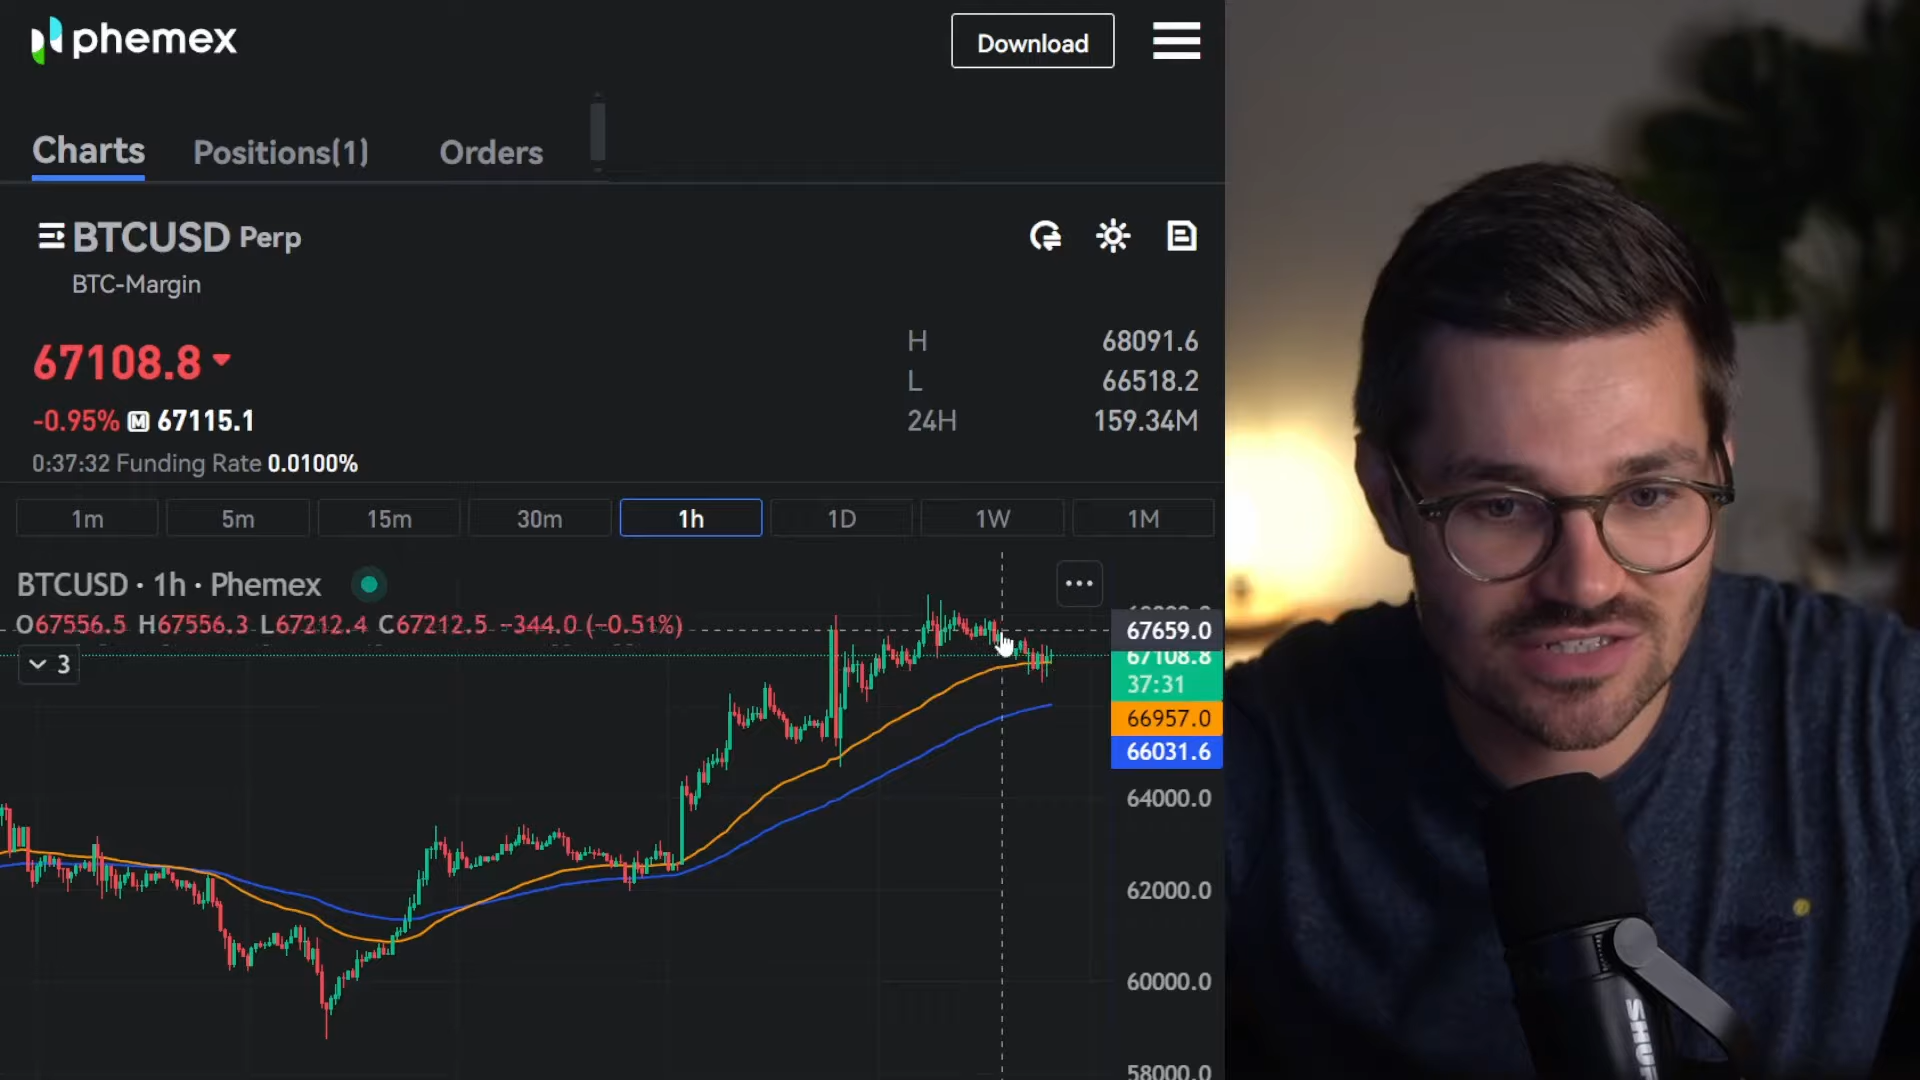 phemex
Download
Charts
Positions(1)
Orders
BTCUSD Perp
BTC-Margin
67108.8
H 68091.6
L 66518.2
-0.95% M 67115.1
24H 159.34M
0:37:32 Funding Rate 0.0100%
1m 5m 15m 30m 1h 1D 1W 1M
BTCUSD · 1h · Phemex
O67556.5 H67556.3 L67212.4 C67212.5 −344.0 (−0.51%)
3
67659.0
67108.8
37:31
66957.0
66031.6
64000.0
62000.0
60000.0
58000.0
SHUR